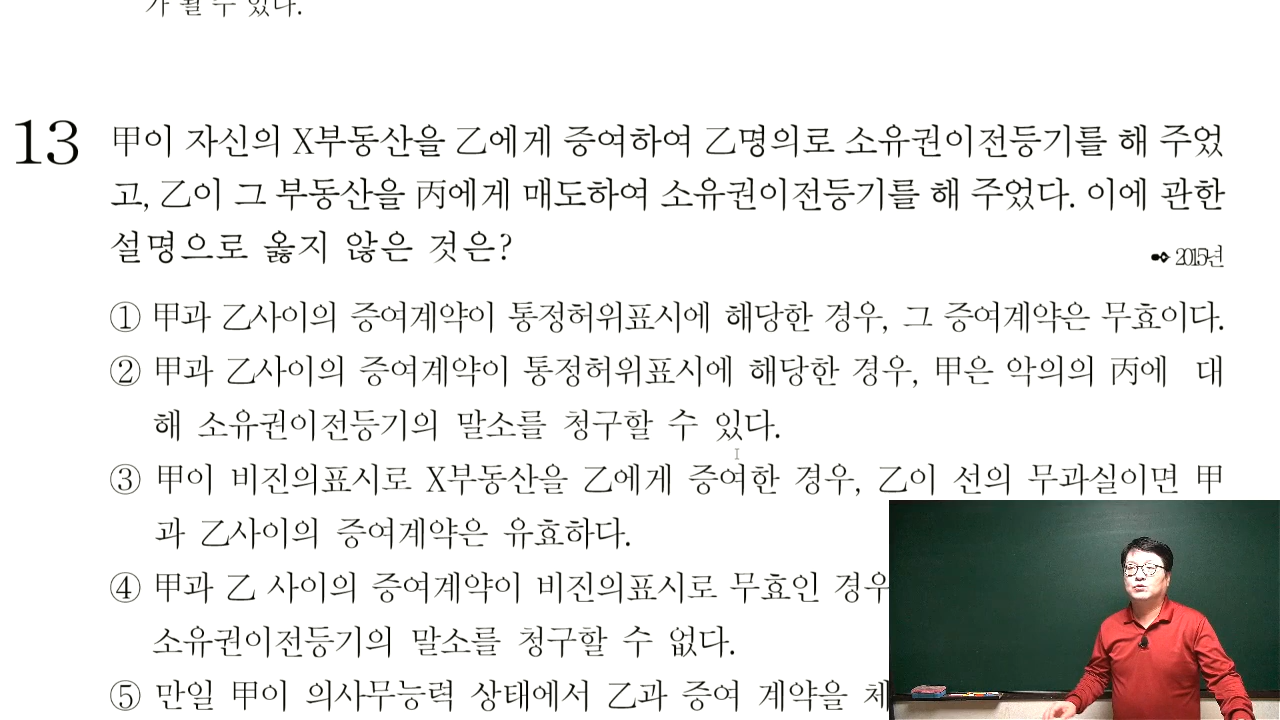 가 될 수 있다.
13 甲이 자신의 X부동산을 乙에게 증여하여 乙명의로 소유권이전등기를 해 주었
고, 乙이 그 부동산을 丙에게 매도하여 소유권이전등기를 해 주었다. 이에 관한
설명으로 옳지 않은 것은?
2015년
① 甲과 乙사이의 증여계약이 통정허위표시에 해당한 경우, 그 증여계약은 무효이다.
② 甲과 乙사이의 증여계약이 통정허위표시에 해당한 경우, 甲은 악의의 丙에 대
해 소유권이전등기의 말소를 청구할 수 있다.
③ 甲이 비진의표시로 X부동산을 乙에게 증여한 경우, 乙이 선의 무과실이면 甲
과 乙사이의 증여계약은 유효하다.
④ 甲과 乙 사이의 증여계약이 비진의표시로 무효인 경우
소유권이전등기의 말소를 청구할 수 없다.
⑤ 만일 甲이 의사무능력 상태에서 乙과 증여 계약을 체